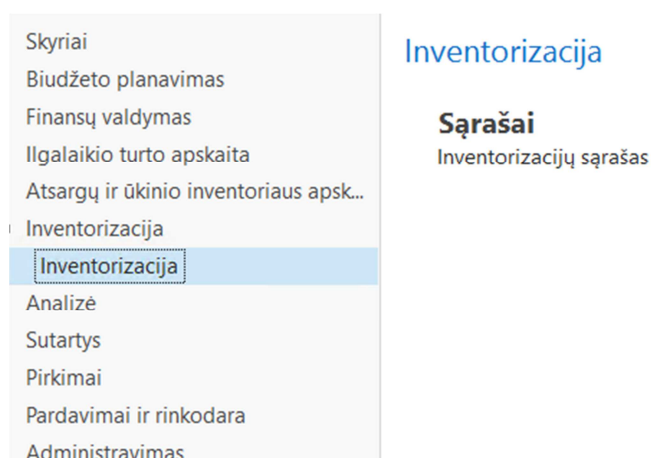 Skyriai
Biudžeto planavimas
Finansų valdymas
Ilgalaikio turto apskaita
Atsargų ir ūkinio inventoriaus apsk...
Inventorizacija
Inventorizacija
Analizė
Sutartys
Pirkimai
Pardavimai ir rinkodara
Administravimas
Inventorizacija
Sąrašai
Inventorizacijų sąrašas